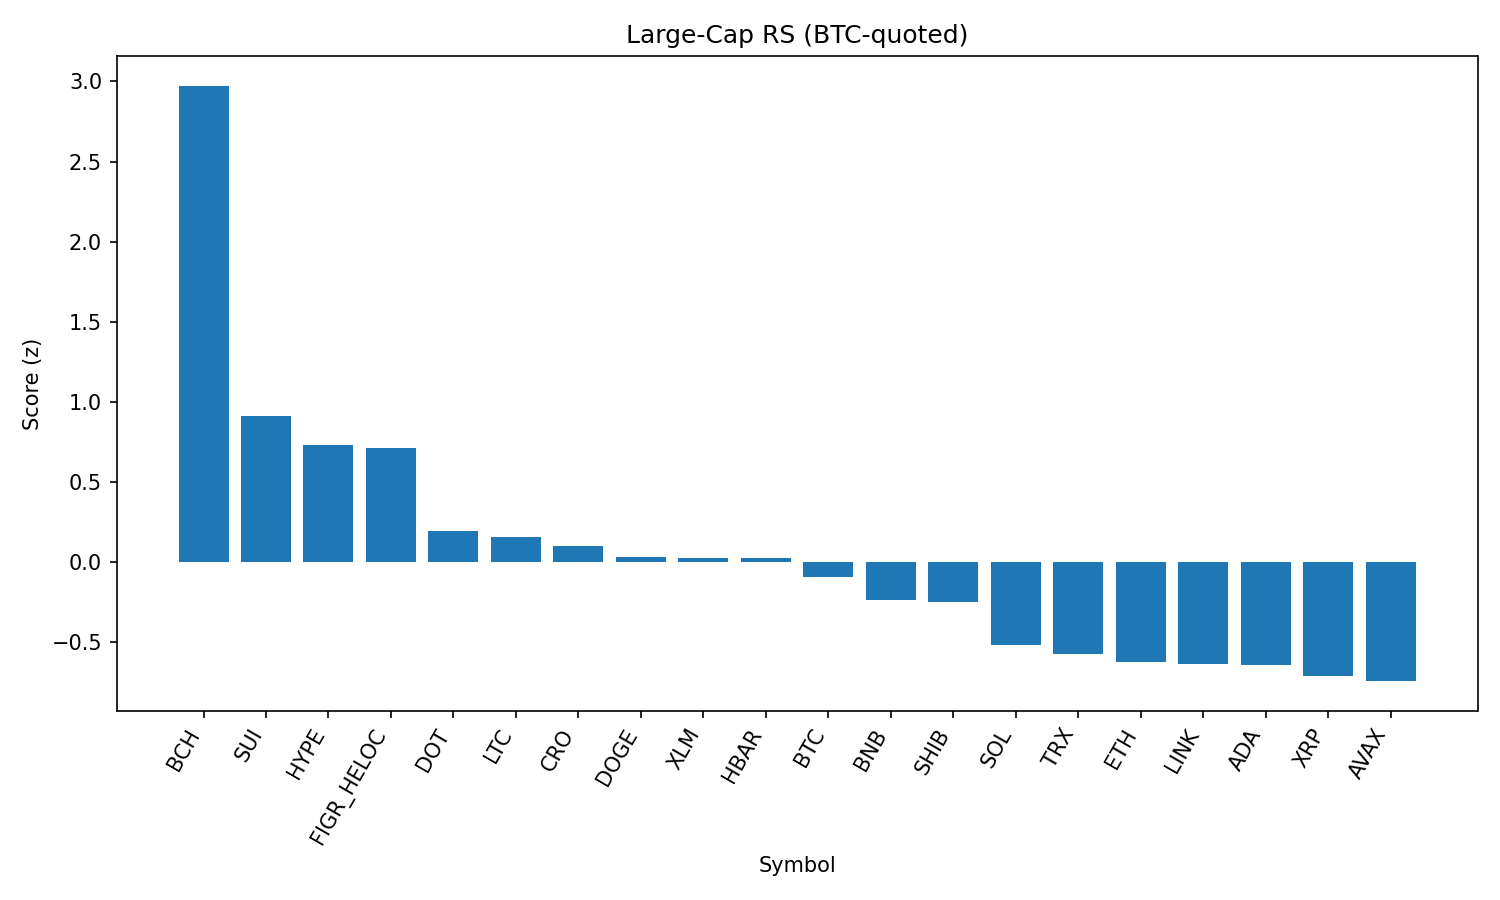 Large-Cap RS (BTC-quoted)
3.0
2.5
2.0
1.5
1.0
0.5
0.0
−0.5
Score (z)
BCH
SUI
HYPE
FIGR_HELOC
DOT
LTC
CRO
DOGE
XLM
HBAR
BTC
BNB
SHIB
SOL
TRX
ETH
LINK
ADA
XRP
AVAX
Symbol